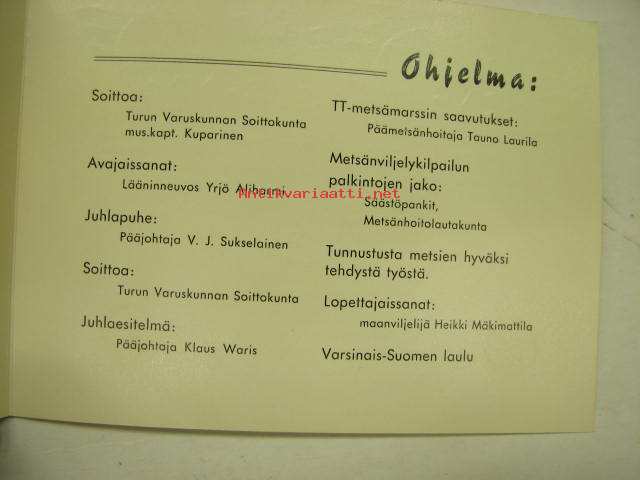 Ohjelma:
Soittoa:
Turun Varuskunnan Soittokunta
mus.kapt. Kuparinen
Avajaissanat:
Lääninneuvos Yrjö
Juhlapuhe:
Pääjohtaja V. J. Sukselainen
Soittoa:
Turun Varuskunnan Soittokunta
Juhlaesitelmä:
Pääjohtaja Klaus Waris
TT-metsämarssin saavutukset:
Päämetsänhoitaja Tauno Laurila
Metsänviljelykilpailun
palkintojen jako:
Säästöpankit,
Metsänhoitolautakunta
Tunnustusta metsien hyväksi
tehdystä työstä.
Lopettajaissanat:
maanviljelijä Heikki Mäkimattila
Varsinais-Suomen laulu
Antikvariaatti.net